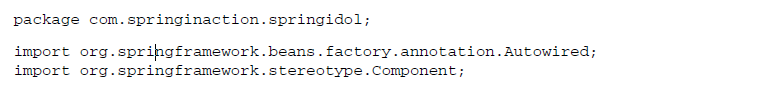 package com.springinaction.springidol;
import org.springframework.beans.factory.annotation.Autowired;
import org.springframework.stereotype.Component;